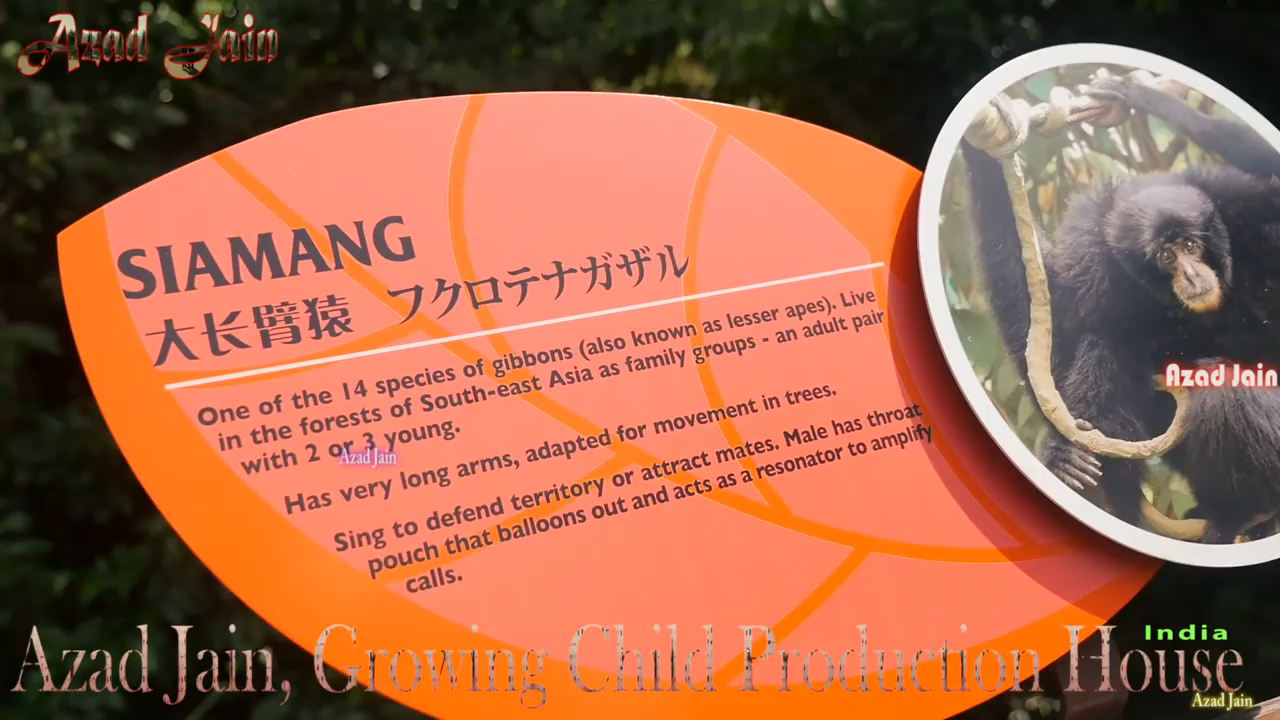 Azad Jain
SIAMANG
大长臂猿 フクロテナガザル
One of the 14 species of gibbons (also known as lesser apes). Live
in the forests of South-east Asia as family groups - an adult pair
with 2 or 3 young.
Azad Jain
Has very long arms, adapted for movement in trees.
Sing to defend territory or attract mates. Male has throat
pouch that balloons out and acts as a resonator to amplify
calls.
Azad Jain
India
Azad Jain, Growing Child Production House
Azad Jain